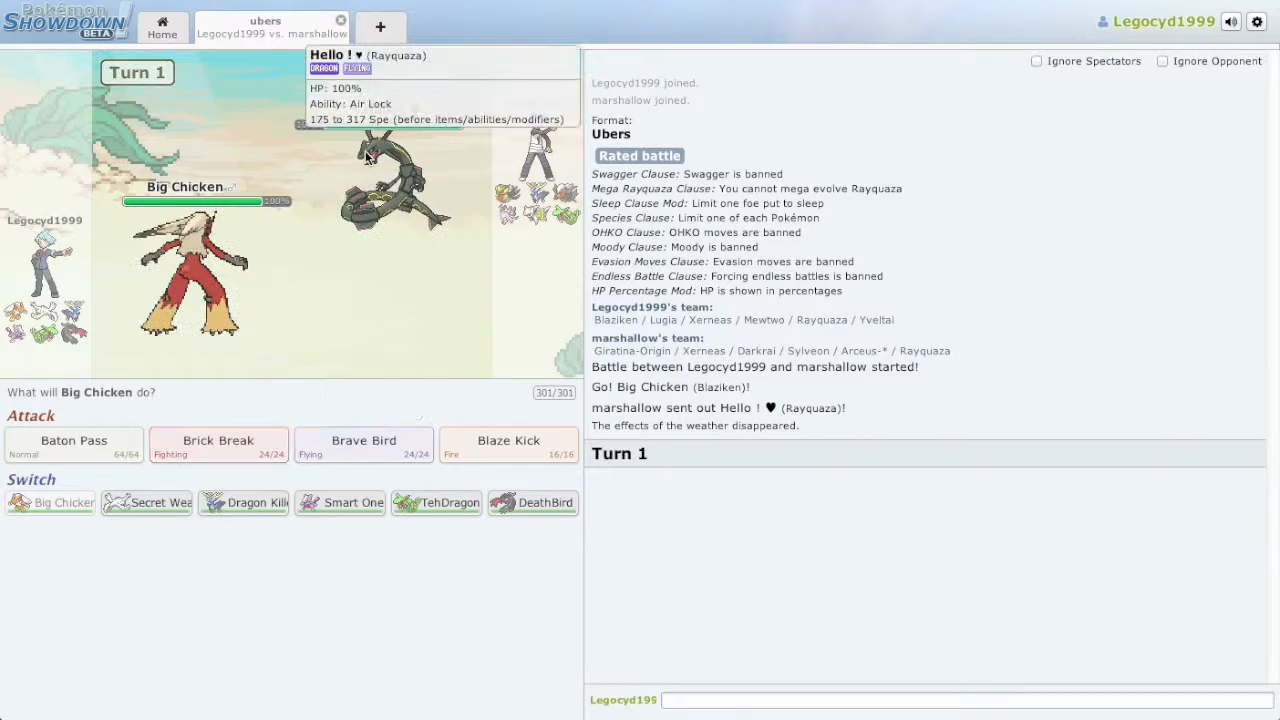 Pokémon
SHOWDOWN
BETA
Home
ubers
Legocyd1999 vs. marshallow
+
Legocyd1999
Turn 1
Hello ! ♥ (Rayquaza)
DRAGON FLYING
HP: 100%
Ability: Air Lock
175 to 317 Spe (before items/abilities/modifiers)
Big Chicken♂
100%
Legocyd1999
What will Big Chicken do?
301/301
Attack
Baton Pass
Normal 64/64
Brick Break
Fighting 24/24
Brave Bird
Flying 24/24
Blaze Kick
Fire 16/16
Switch
Big Chicken
Secret Wea
Dragon Kille
Smart One
TehDragon
DeathBird
Ignore Spectators
Ignore Opponent
Legocyd1999 joined.
marshallow joined.
Format:
Ubers
Rated battle
Swagger Clause: Swagger is banned
Mega Rayquaza Clause: You cannot mega evolve Rayquaza
Sleep Clause Mod: Limit one foe put to sleep
Species Clause: Limit one of each Pokémon
OHKO Clause: OHKO moves are banned
Moody Clause: Moody is banned
Evasion Moves Clause: Evasion moves are banned
Endless Battle Clause: Forcing endless battles is banned
HP Percentage Mod: HP is shown in percentages
Legocyd1999's team:
Blaziken / Lugia / Xerneas / Mewtwo / Rayquaza / Yveltal
marshallow's team:
Giratina-Origin / Xerneas / Darkrai / Sylveon / Arceus-* / Rayquaza
Battle between Legocyd1999 and marshallow started!
Go! Big Chicken (Blaziken)!
marshallow sent out Hello ! ♥ (Rayquaza)!
The effects of the weather disappeared.
Turn 1
Legocyd199